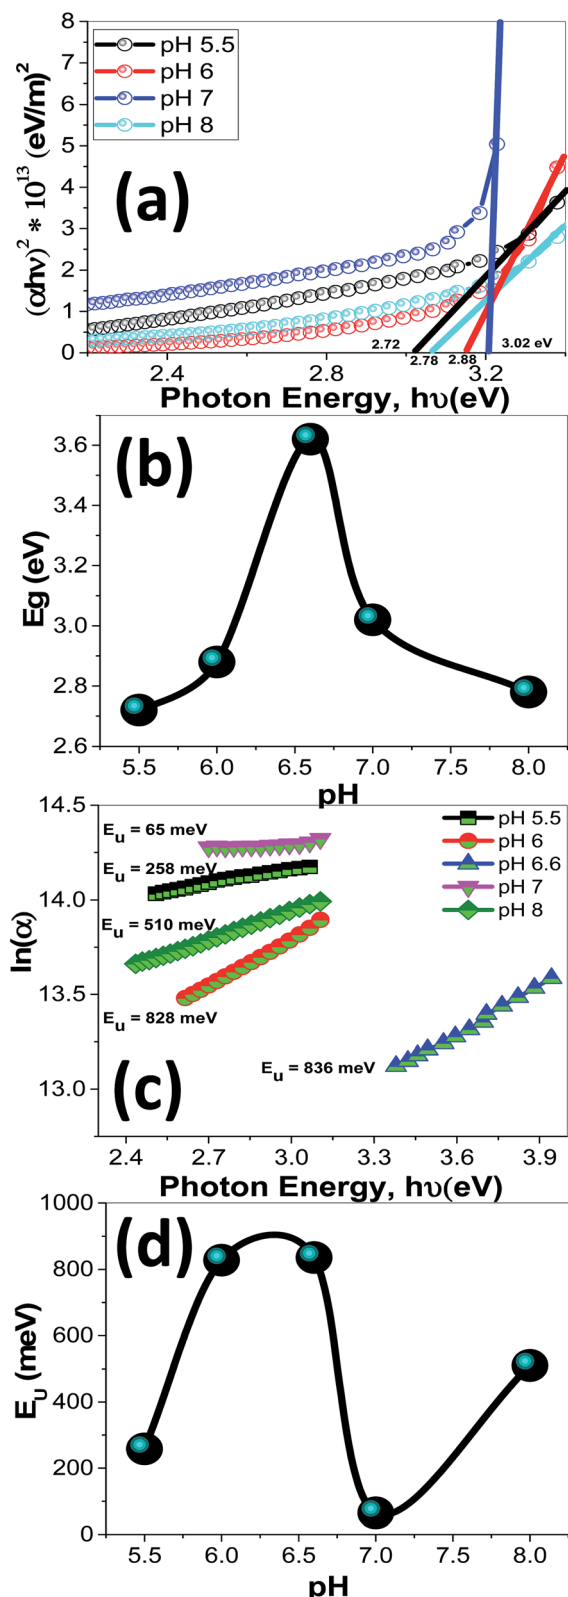 (αhν)² * 10¹³ (eV/m)²
8
7
6
5
4
3
2
1
0
pH 5.5
pH 6
pH 7
pH 8
(a)
2.72
2.78
2.88
3.02 eV
2.4
2.8
3.2
Photon Energy, hυ(eV)
Eg (eV)
3.6
3.4
3.2
3.0
2.8
2.6
(b)
5.5
6.0
6.5
7.0
7.5
8.0
pH
ln(α)
14.5
14.0
13.5
13.0
E_u = 65 meV
E_u = 258 meV
E_u = 510 meV
E_u = 828 meV
E_u = 836 meV
pH 5.5
pH 6
pH 6.6
pH 7
pH 8
(c)
2.4
2.7
3.0
3.3
3.6
3.9
Photon Energy, hυ(eV)
E_U (meV)
1000
800
600
400
200
0
(d)
5.5
6.0
6.5
7.0
7.5
8.0
pH